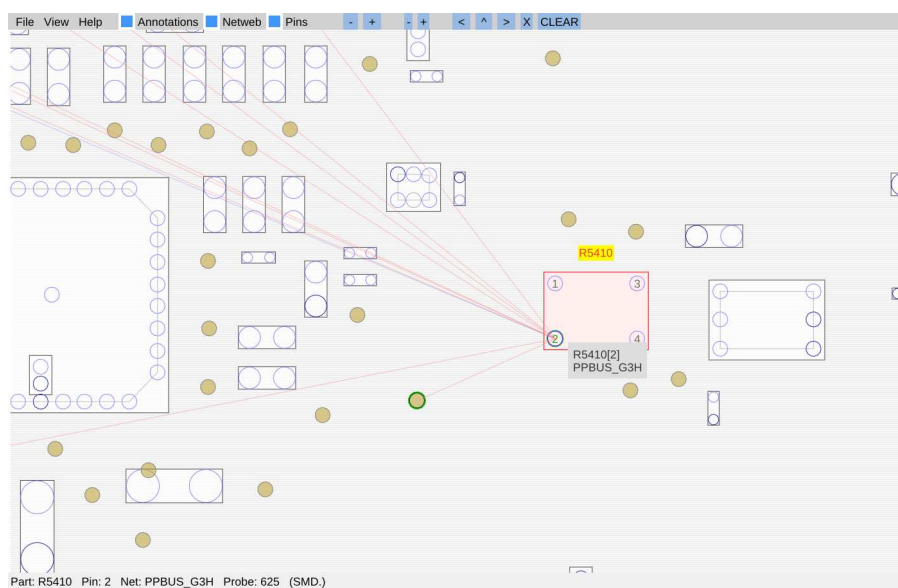 File View Help Annotations Netweb Pins - + - + < ^ > X CLEAR
R5410
1 3
2 4
R5410[2]
PPBUS_G3H
Part: R5410 Pin: 2 Net: PPBUS_G3H Probe: 625 (SMD.)